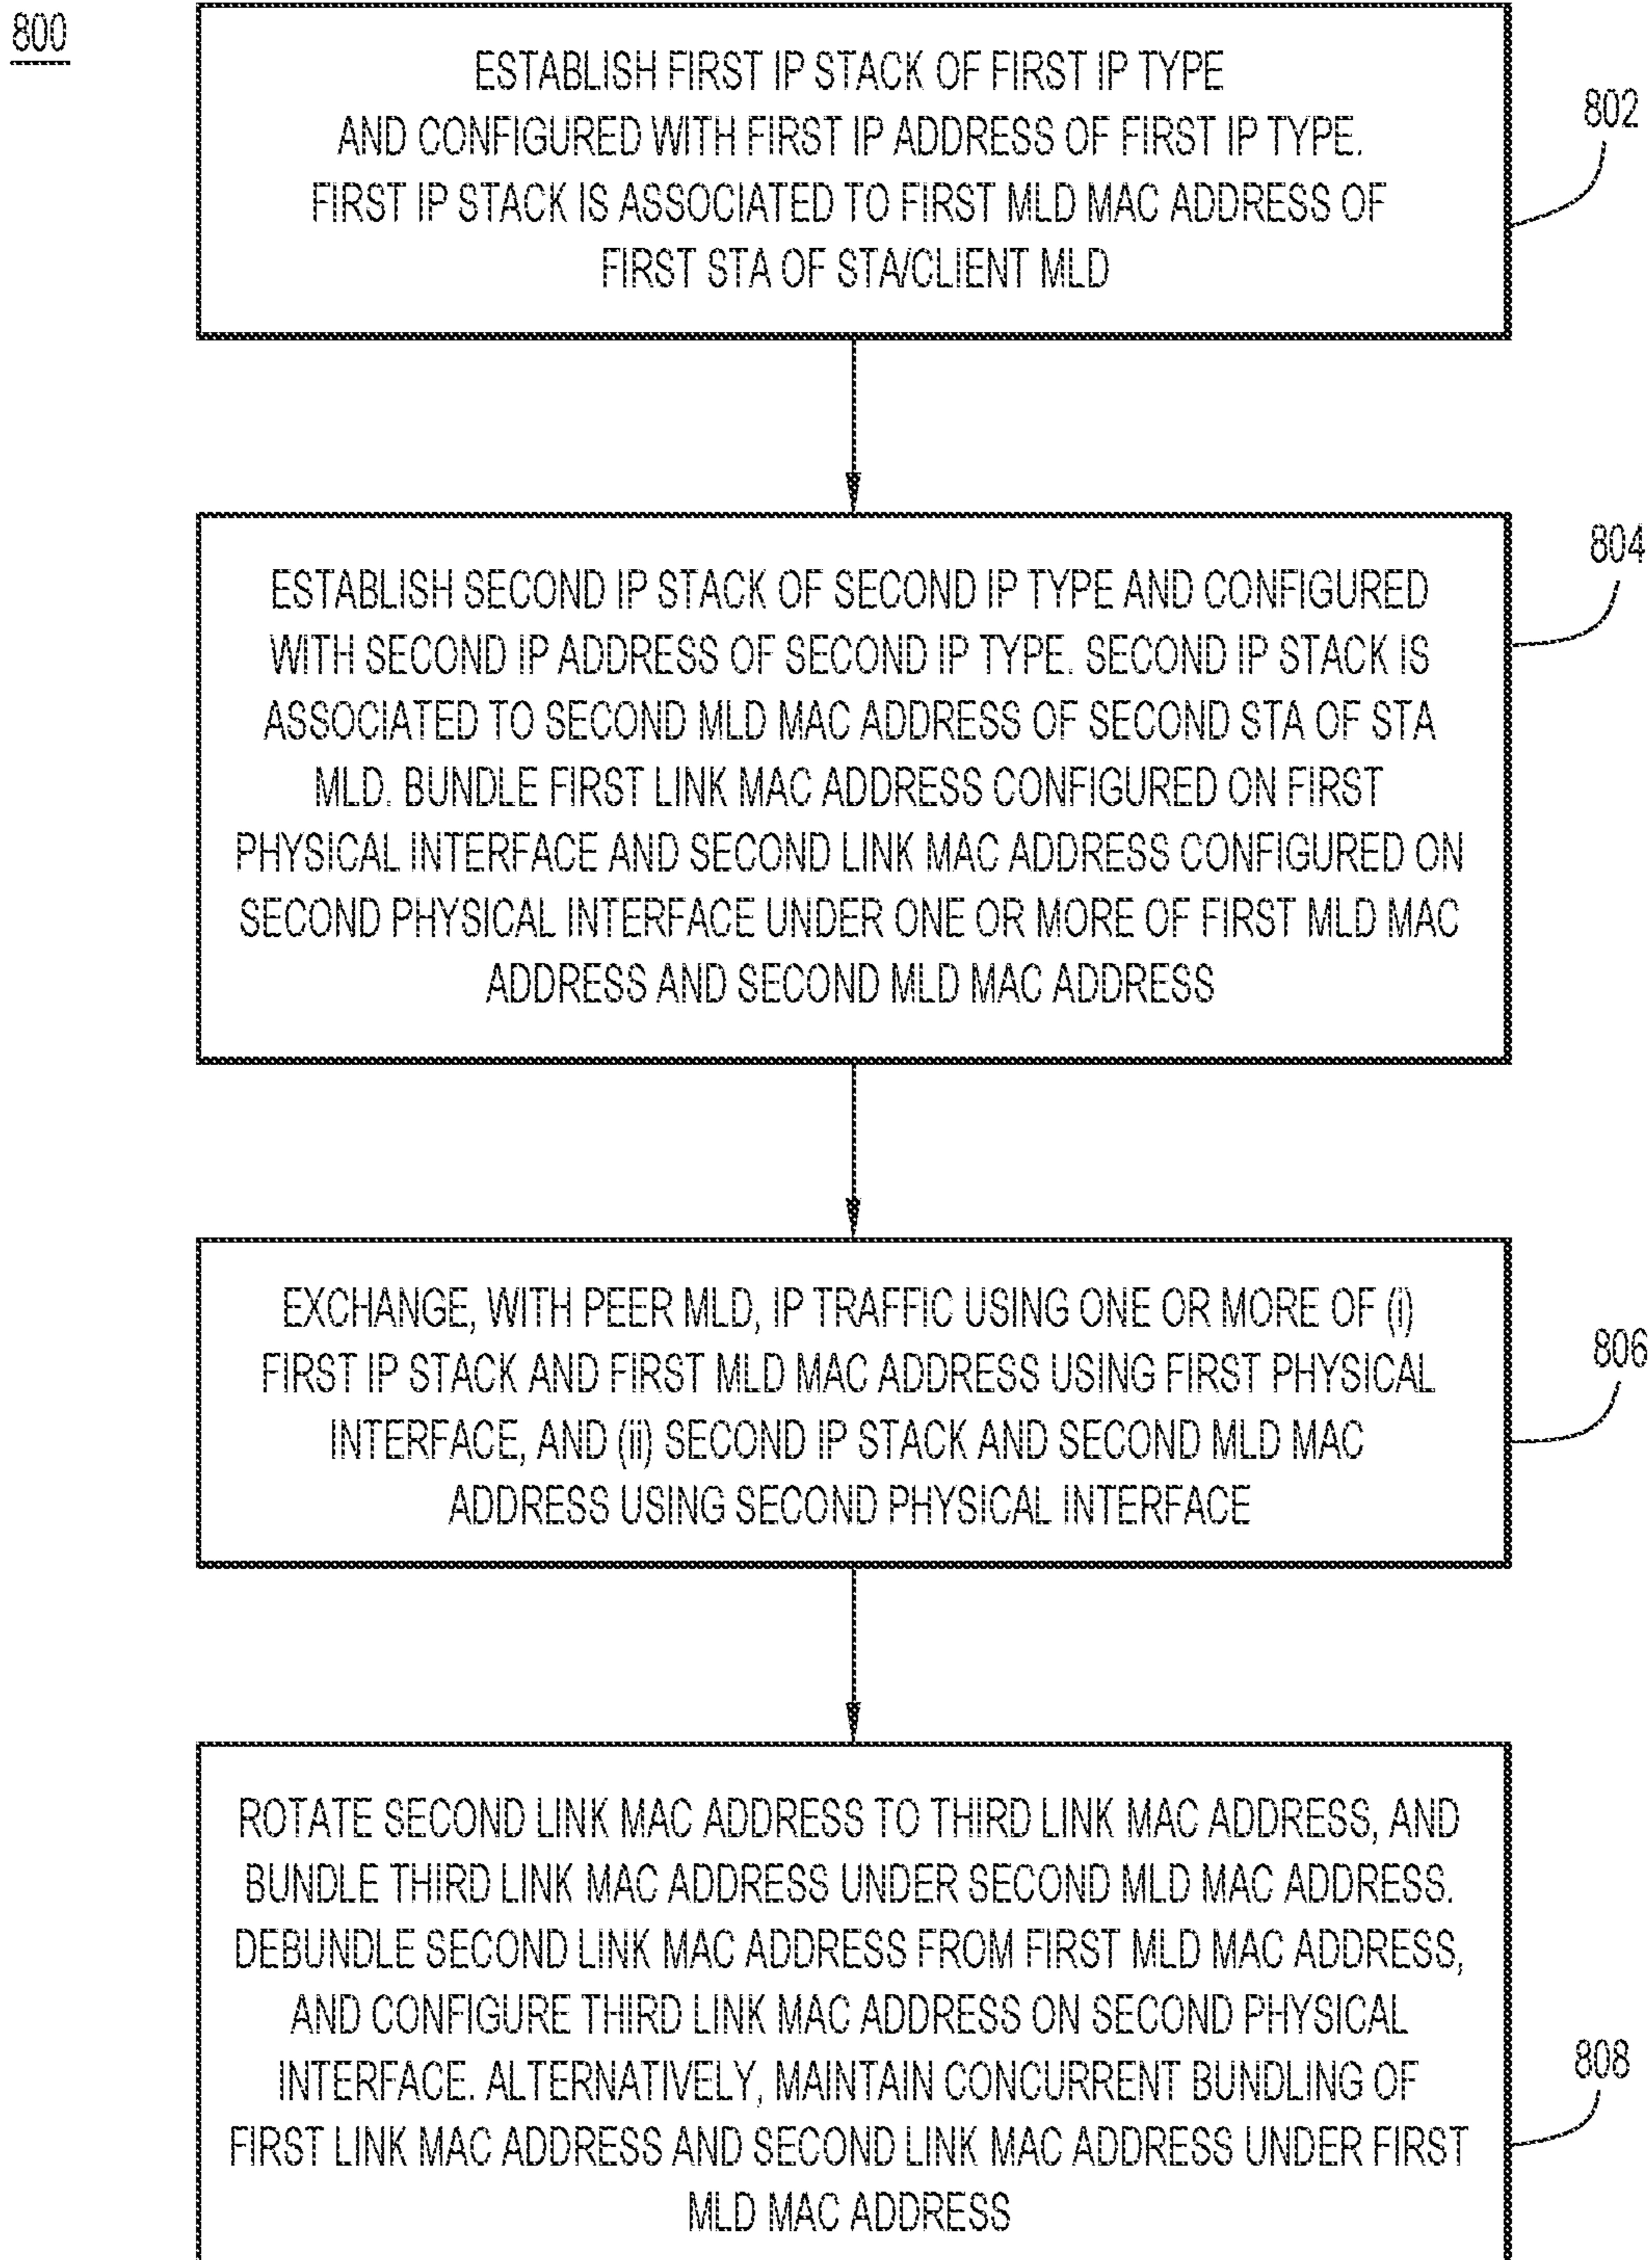 800
ESTABLISH FIRST IP STACK OF FIRST IP TYPE
AND CONFIGURED WITH FIRST IP ADDRESS OF FIRST IP TYPE.
FIRST IP STACK IS ASSOCIATED TO FIRST MLD MAC ADDRESS OF
FIRST STA OF STA/CLIENT MLD
802
ESTABLISH SECOND IP STACK OF SECOND IP TYPE AND CONFIGURED
WITH SECOND IP ADDRESS OF SECOND IP TYPE. SECOND IP STACK IS
ASSOCIATED TO SECOND MLD MAC ADDRESS OF SECOND STA OF STA
MLD. BUNDLE FIRST LINK MAC ADDRESS CONFIGURED ON FIRST
PHYSICAL INTERFACE AND SECOND LINK MAC ADDRESS CONFIGURED ON
SECOND PHYSICAL INTERFACE UNDER ONE OR MORE OF FIRST MLD MAC
ADDRESS AND SECOND MLD MAC ADDRESS
804
EXCHANGE, WITH PEER MLD, IP TRAFFIC USING ONE OR MORE OF (i)
FIRST IP STACK AND FIRST MLD MAC ADDRESS USING FIRST PHYSICAL
INTERFACE, AND (ii) SECOND IP STACK AND SECOND MLD MAC
ADDRESS USING SECOND PHYSICAL INTERFACE
806
ROTATE SECOND LINK MAC ADDRESS TO THIRD LINK MAC ADDRESS, AND
BUNDLE THIRD LINK MAC ADDRESS UNDER SECOND MLD MAC ADDRESS.
DEBUNDLE SECOND LINK MAC ADDRESS FROM FIRST MLD MAC ADDRESS,
AND CONFIGURE THIRD LINK MAC ADDRESS ON SECOND PHYSICAL
INTERFACE. ALTERNATIVELY, MAINTAIN CONCURRENT BUNDLING OF
FIRST LINK MAC ADDRESS AND SECOND LINK MAC ADDRESS UNDER FIRST
MLD MAC ADDRESS
808